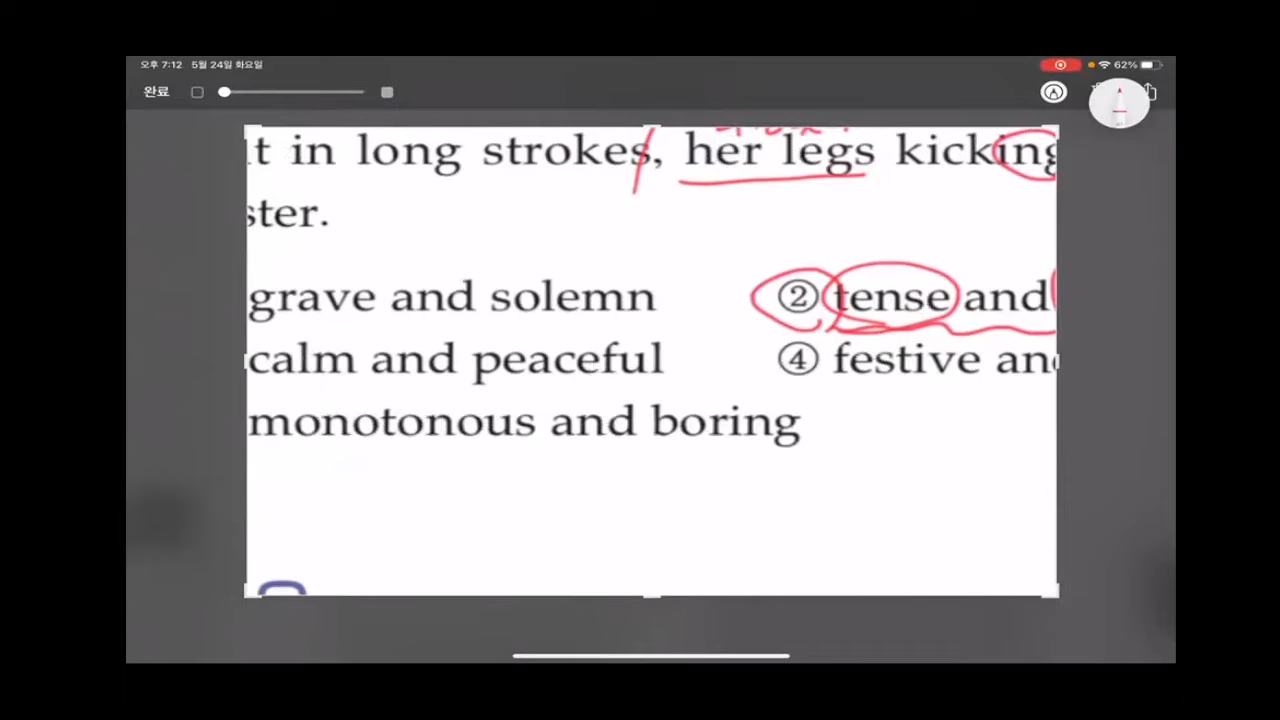 오후 7:12 5월 24일 화요일 62%
완료
t in long strokes, her legs kicking
ster.
grave and solemn ② tense and
calm and peaceful ④ festive an
monotonous and boring